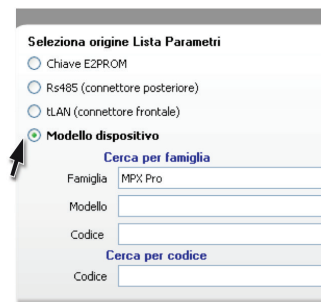 Seleziona origine Lista Parametri
Chiave E2PROM
Rs485 (connettore posteriore)
tLAN (connettore frontale)
Modello dispositivo
Cerca per famiglia
Famiglia MPX Pro
Modello
Codice
Cerca per codice
Codice